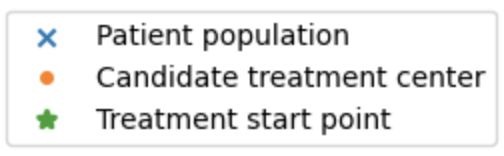 Patient population
Candidate treatment center
Treatment start point